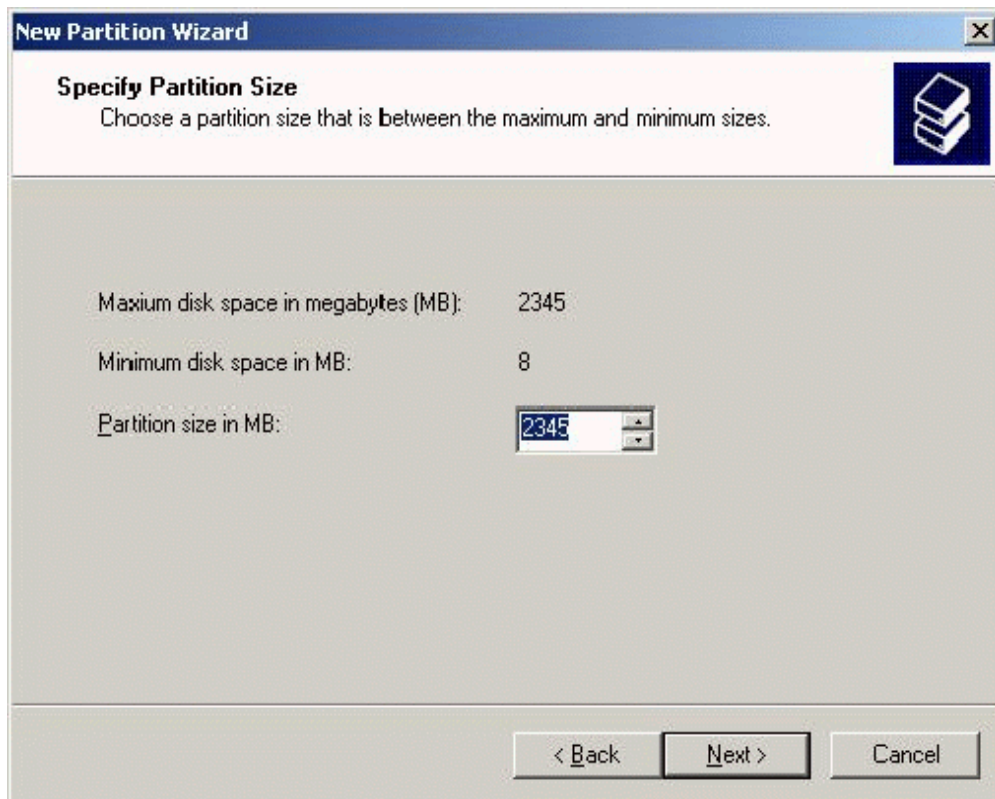 New Partition Wizard
Specify Partition Size
Choose a partition size that is between the maximum and minimum sizes.
Maxium disk space in megabytes (MB): 2345
Minimum disk space in MB: 8
Partition size in MB: 2345
< Back Next > Cancel